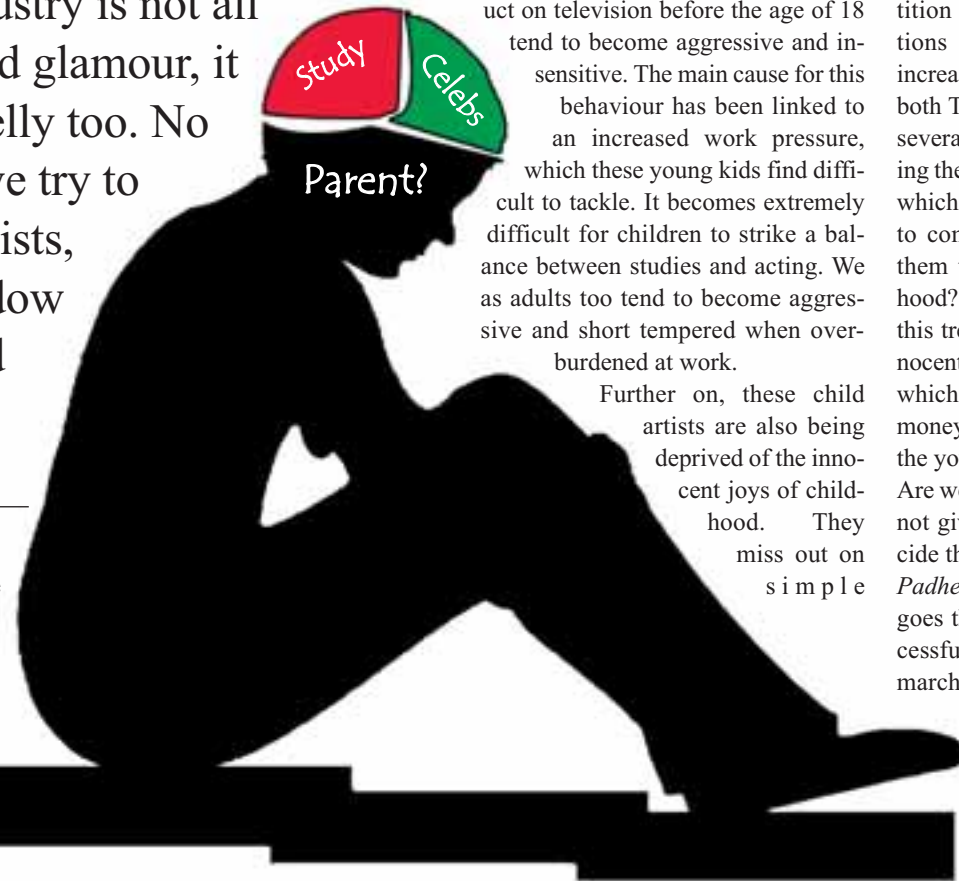 ustry is not all
d glamour, it
elly too. No
ve try to
ists,
dow
Study
Celebs
Parent?
uct on television before the age of 18
tend to become aggressive and in-
sensitive. The main cause for this
behaviour has been linked to
an increased work pressure,
which these young kids find diffi-
cult to tackle. It becomes extremely
difficult for children to strike a bal-
ance between studies and acting. We
as adults too tend to become aggres-
sive and short tempered when over-
burdened at work.
Further on, these child
artists are also being
deprived of the inno-
cent joys of child-
hood. They
miss out on
simple
tition
tions
increas
both T
severa
ing the
which
to con
them
hood?
this tre
nocent
which
money
the yo
Are we
not giv
cide th
Padhe
goes t
cessfu
march